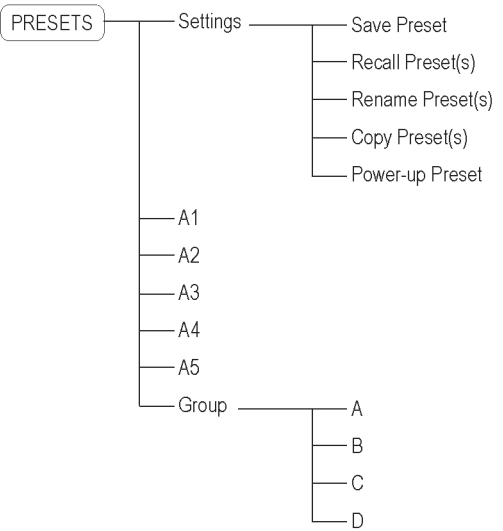 PRESETS
Settings
Save Preset
Recall Preset(s)
Rename Preset(s)
Copy Preset(s)
Power-up Preset
A1
A2
A3
A4
A5
Group
A
B
C
D